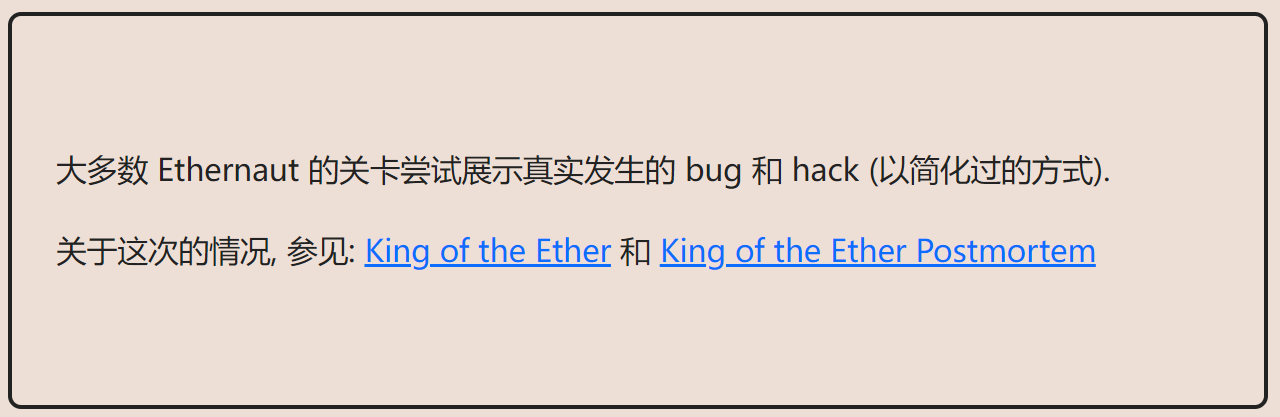 大多数 Ethernaut 的关卡尝试展示真实发生的 bug 和 hack (以简化过的方式).
关于这次的情况, 参见: King of the Ether 和 King of the Ether Postmortem